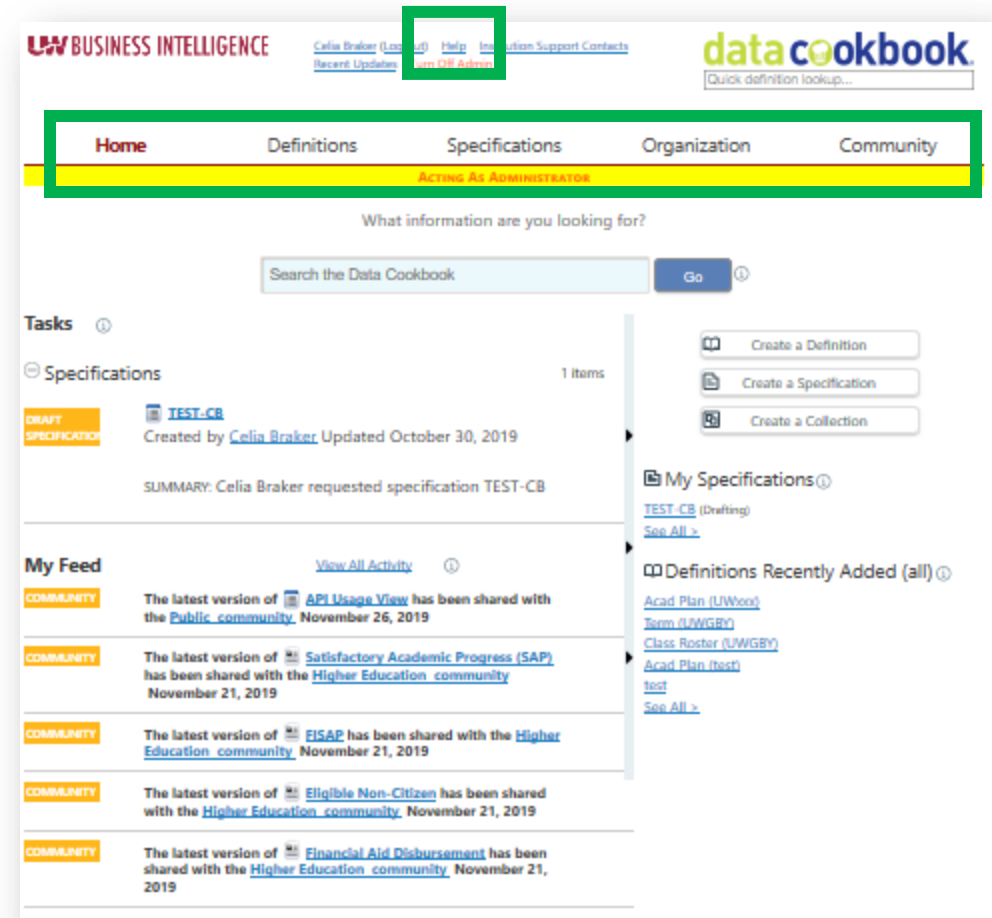 UW BUSINESS INTELLIGENCE
Celia Braker (Log out) Help Institution Support Contacts
Recent Updates Turn Off Admin
data cookbook
Quick definition lookup...
Home Definitions Specifications Organization Community
ACTING AS ADMINISTRATOR
What information are you looking for?
Search the Data Cookbook
Go
Tasks
Specifications
1 items
DRAFT
SPECIFICATION
TEST-CB
Created by Celia Braker Updated October 30, 2019
SUMMARY: Celia Braker requested specification TEST-CB
My Feed
View All Activity
COMMUNITY
The latest version of API Usage View has been shared with
the Public community November 26, 2019
COMMUNITY
The latest version of Satisfactory Academic Progress (SAP)
has been shared with the Higher Education community
November 21, 2019
COMMUNITY
The latest version of FISAP has been shared with the Higher
Education community November 21, 2019
COMMUNITY
The latest version of Eligible Non-Citizen has been shared
with the Higher Education community November 21, 2019
COMMUNITY
The latest version of Financial Aid Disbursement has been
shared with the Higher Education community November 21,
2019
Create a Definition
Create a Specification
Create a Collection
My Specifications
TEST-CB (Drafting)
See All >
Definitions Recently Added (all)
Acad Plan (UWxxx)
Term (UWGBY)
Class Roster (UWGBY)
Acad Plan (test)
test
See All >